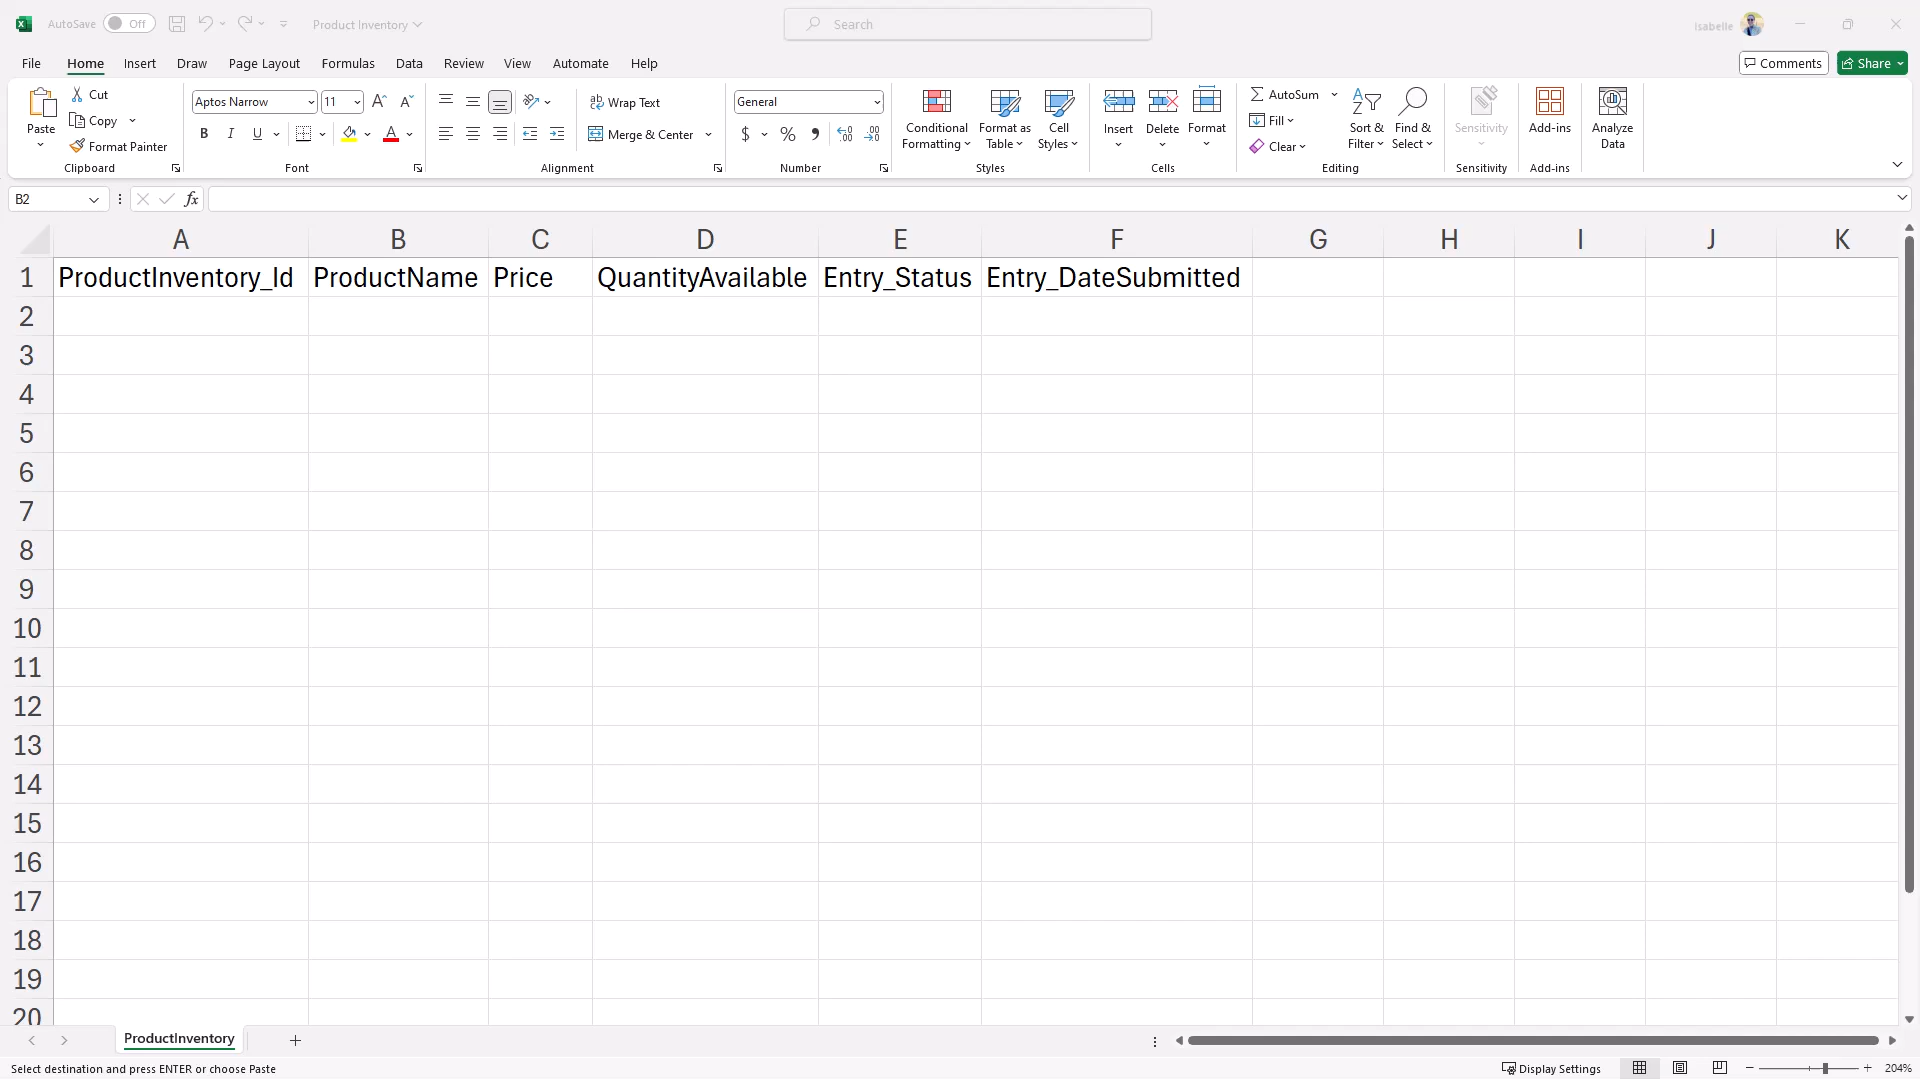 AutoSave Off Product Inventory Search isabelle
File Home Insert Draw Page Layout Formulas Data Review View Automate Help Comments Share
Paste
Cut
Copy
Format Painter
Clipboard
Aptos Narrow 11
B I U
Font
Wrap Text
Merge & Center
Alignment
General
$ % ,
Number
Conditional Formatting
Format as Table
Cell Styles
Styles
Insert Delete Format
Cells
AutoSum
Fill
Clear
Sort & Filter
Find & Select
Editing
Sensitivity
Sensitivity
Add-ins
Add-ins
Analyze Data
B2 fx
A B C D E F G H I J K
1 ProductInventory_Id ProductName Price QuantityAvailable Entry_Status Entry_DateSubmitted
2
3
4
5
6
7
8
9
10
11
12
13
14
15
16
17
18
19
20
ProductInventory
Select destination and press ENTER or choose Paste Display Settings 204%